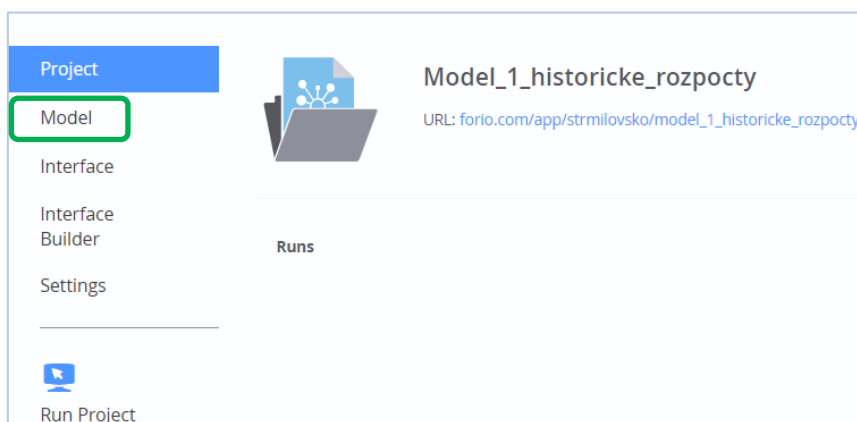 Project
Model
Interface
Interface
Builder
Settings
Run Project
Model_1_historicke_rozpocty
URL: forio.com/app/strmilovsko/model_1_historicke_rozpocty
Runs